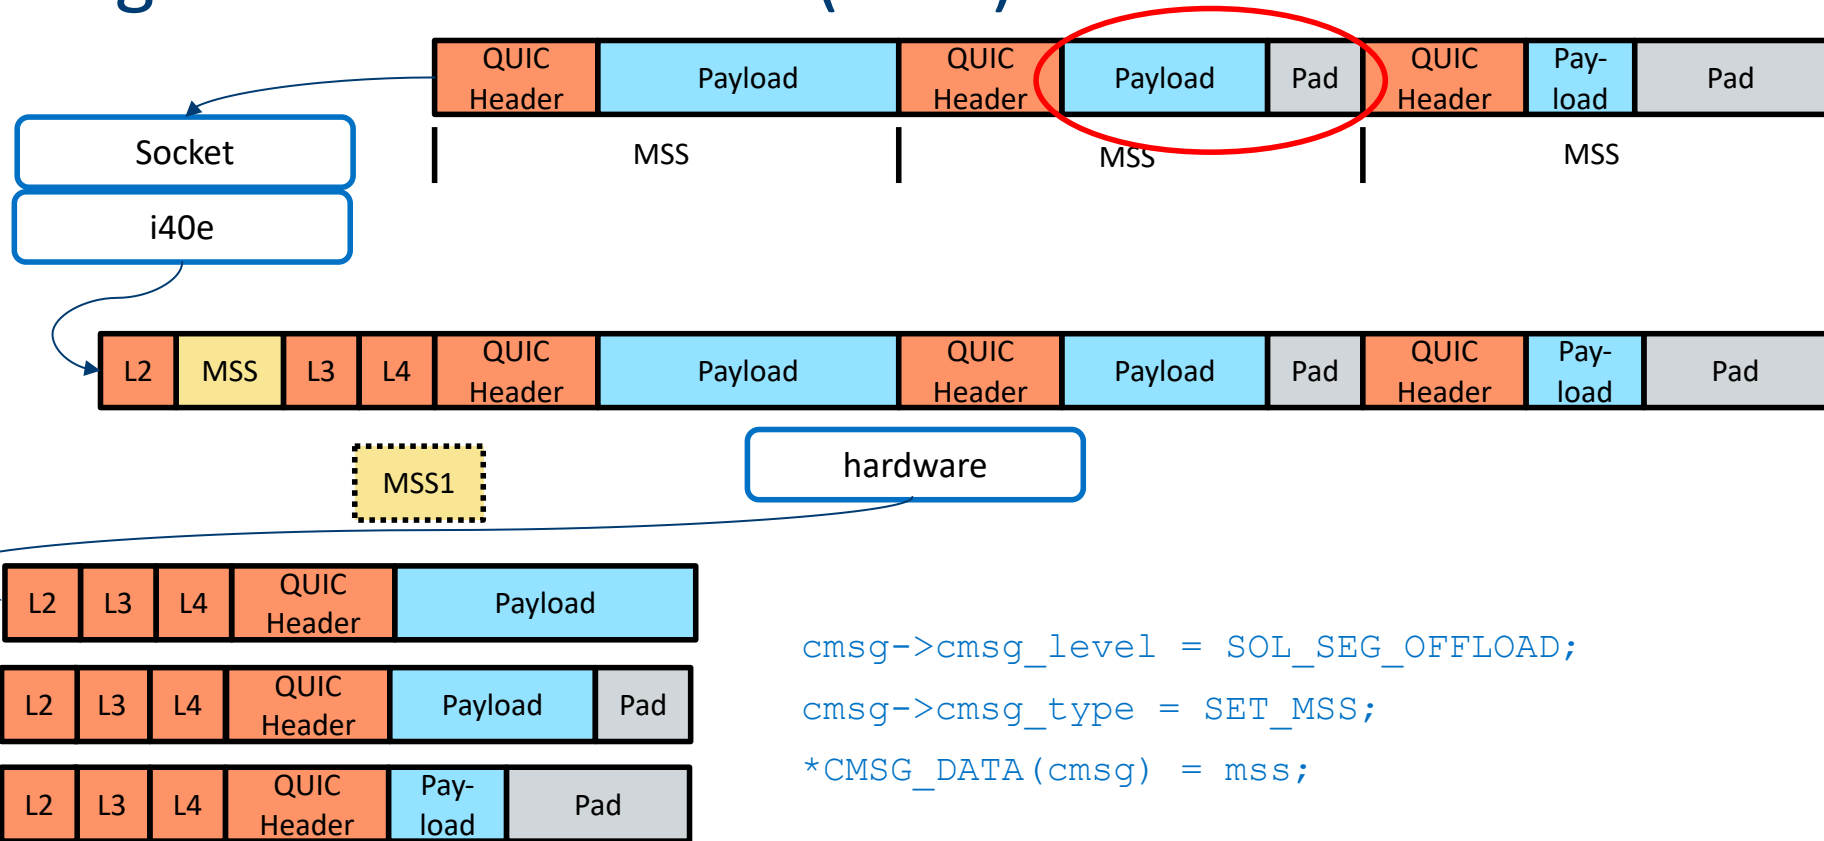 QUIC Header Payload QUIC Header Payload Pad QUIC Header Pay-load Pad
Socket
MSS MSS MSS
i40e
L2 MSS L3 L4 QUIC Header Payload QUIC Header Payload Pad QUIC Header Pay-load Pad
MSS1
hardware
L2 L3 L4 QUIC Header Payload
L2 L3 L4 QUIC Header Payload Pad
L2 L3 L4 QUIC Header Pay-load Pad
cmsg->cmsg_level = SOL_SEG_OFFLOAD;
cmsg->cmsg_type = SET_MSS;
*CMSG_DATA(cmsg) = mss;